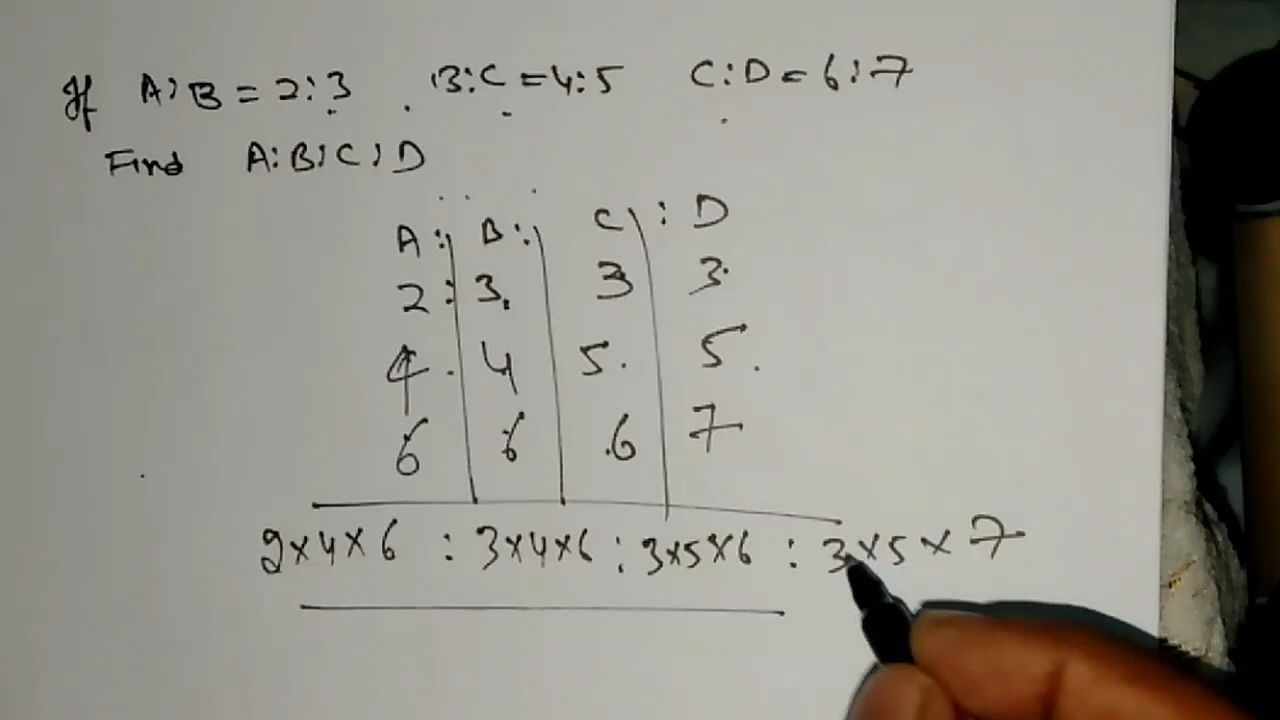 If A:B = 2:3 B:C = 4:5 C:D = 6:7
Find A:B:C:D
A: B: C : D
2: 3 3 3
4 4 5 5
6 6 6 7
2×4×6 : 3×4×6 : 3×5×6 : 3×5×7